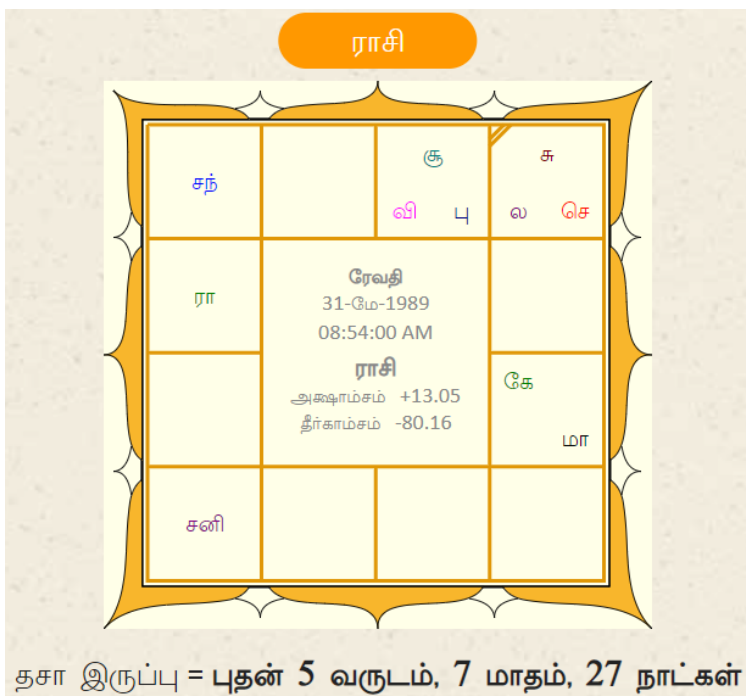 ராசி
சந்
சூ
வி பு
சு
ல செ
ரா
ரேவதி
31-மே-1989
08:54:00 AM
ராசி
அக்ஷாம்சம் +13.05
தீர்காம்சம் -80.16
கே
மா
சனி
தசா இருப்பு = புதன் 5 வருடம், 7 மாதம், 27 நாட்கள்